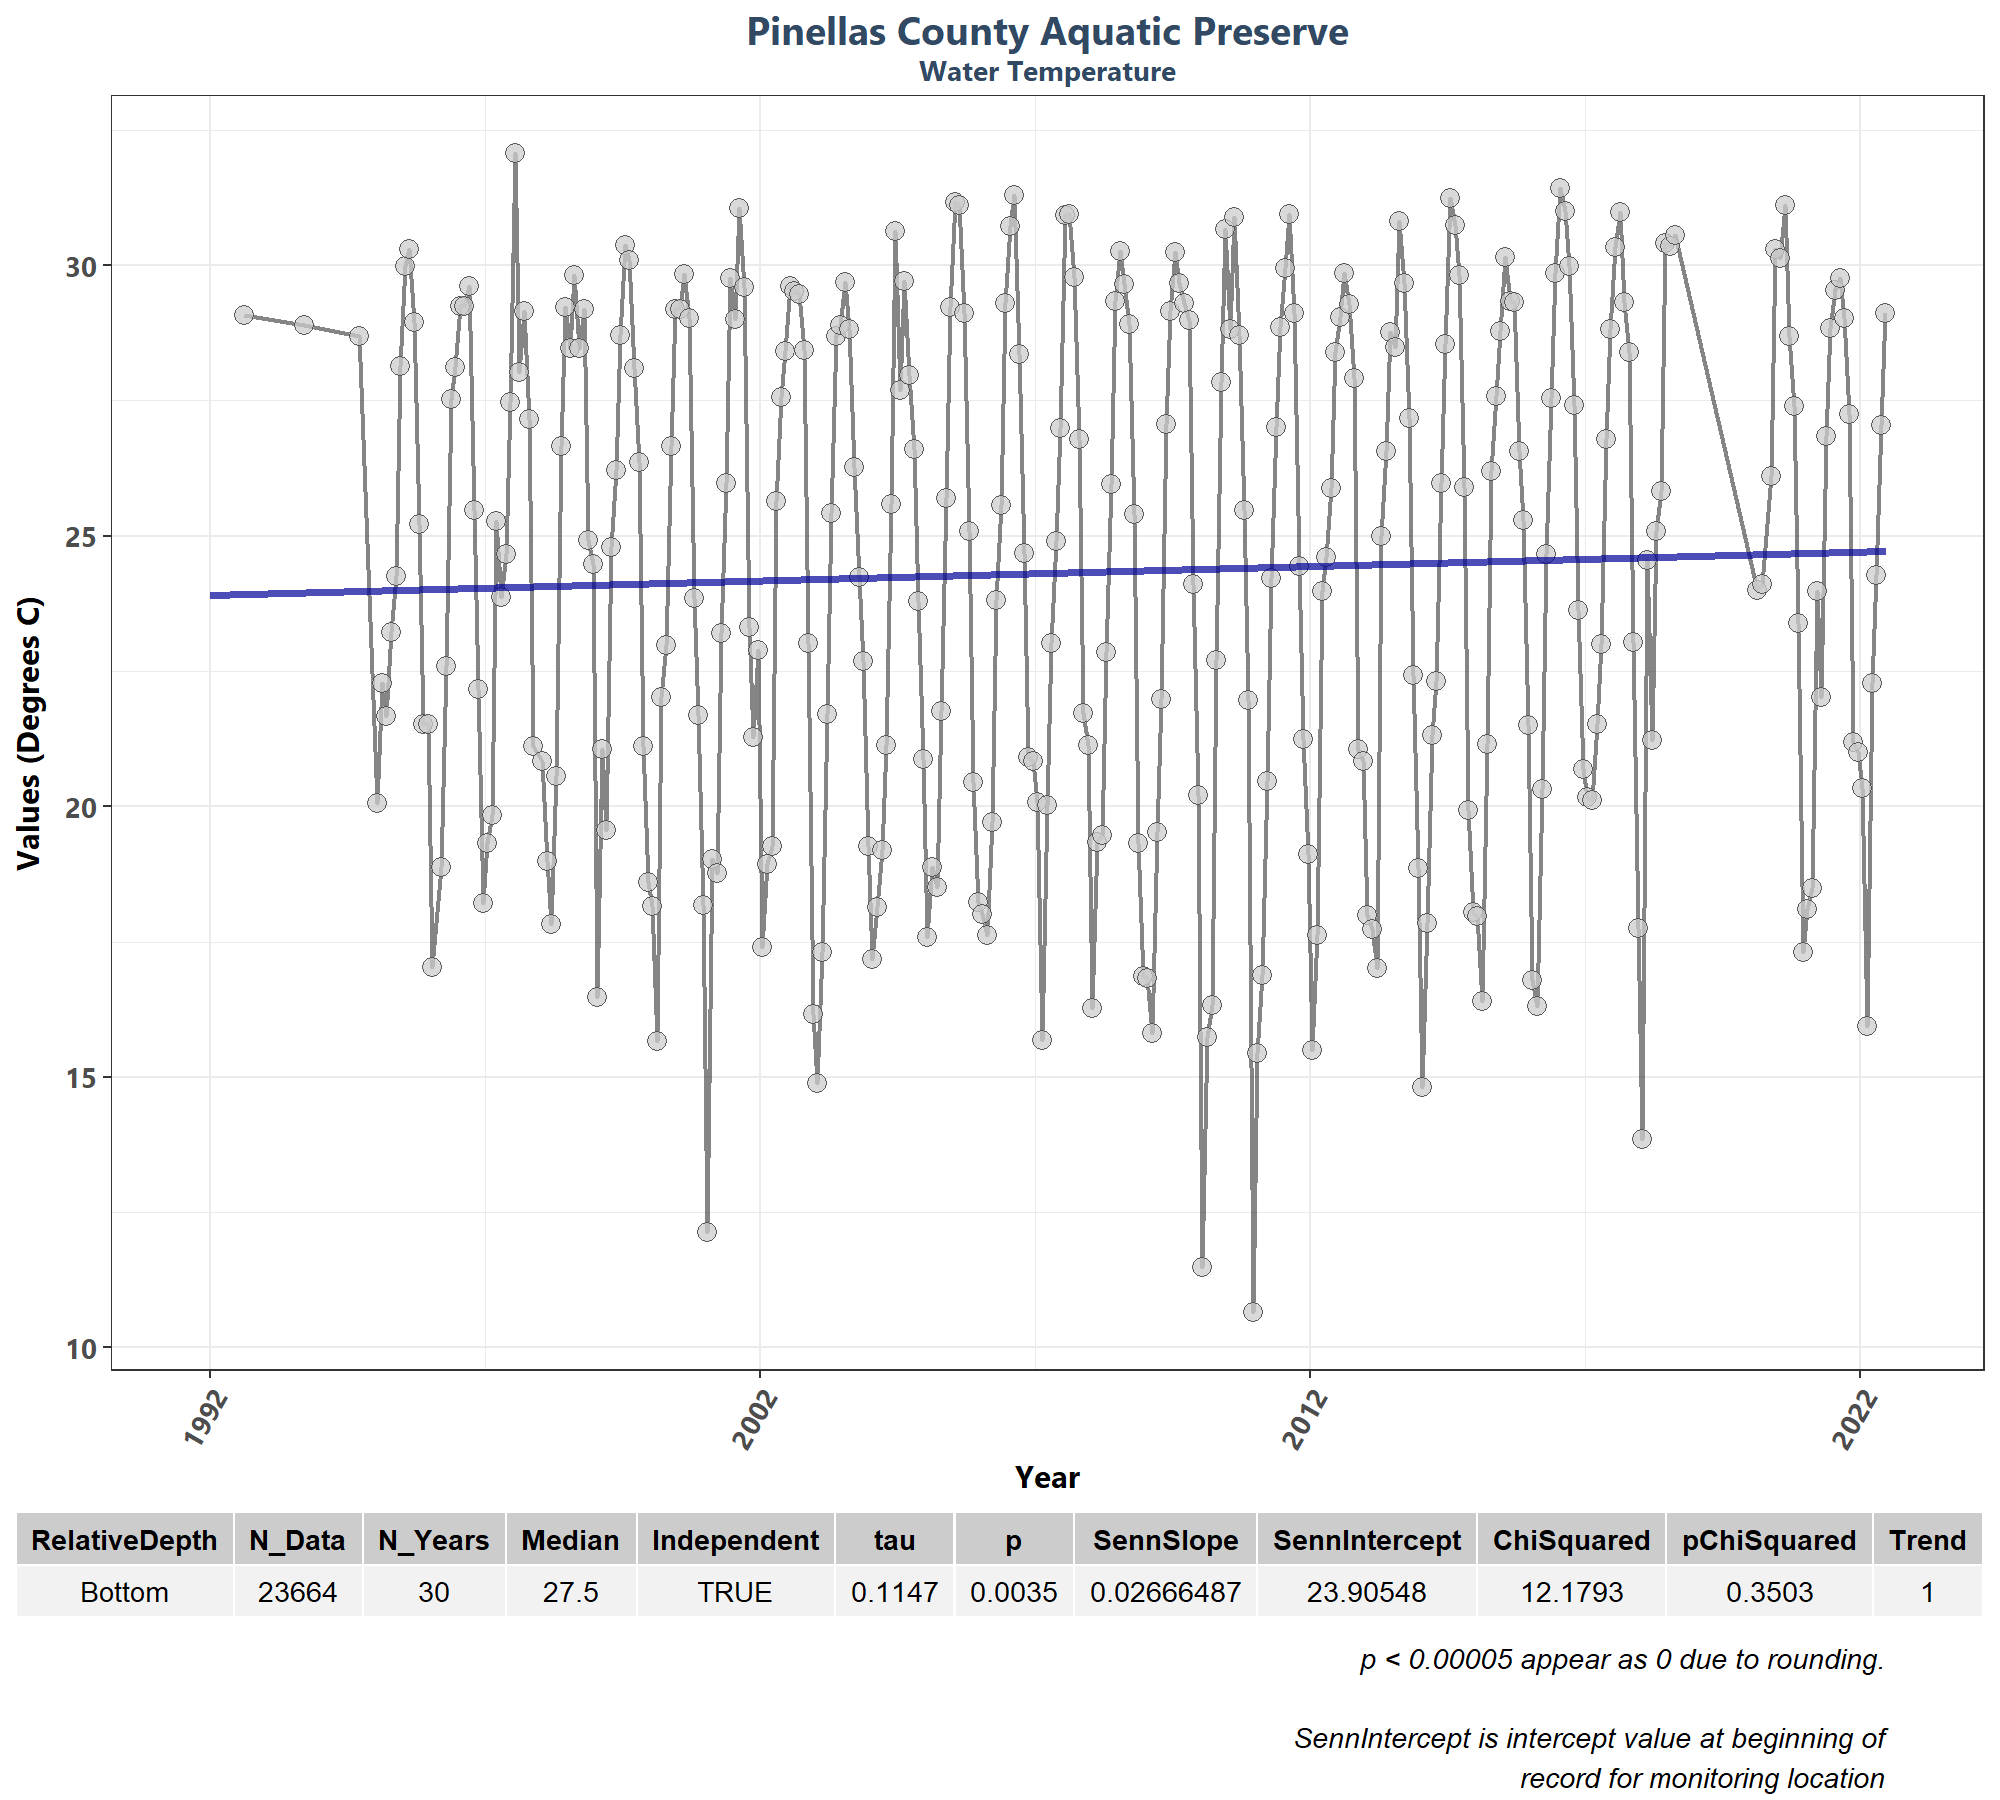 Pinellas County Aquatic Preserve
Water Temperature
Values (Degrees C)
30
25
20
15
10
1992
2002
2012
2022
Year
RelativeDepth N_Data N_Years Median Independent tau p SennSlope SennIntercept ChiSquared pChiSquared Trend
Bottom 23664 30 27.5 TRUE 0.1147 0.0035 0.02666487 23.90548 12.1793 0.3503 1
p < 0.00005 appear as 0 due to rounding.
SennIntercept is intercept value at beginning of
record for monitoring location